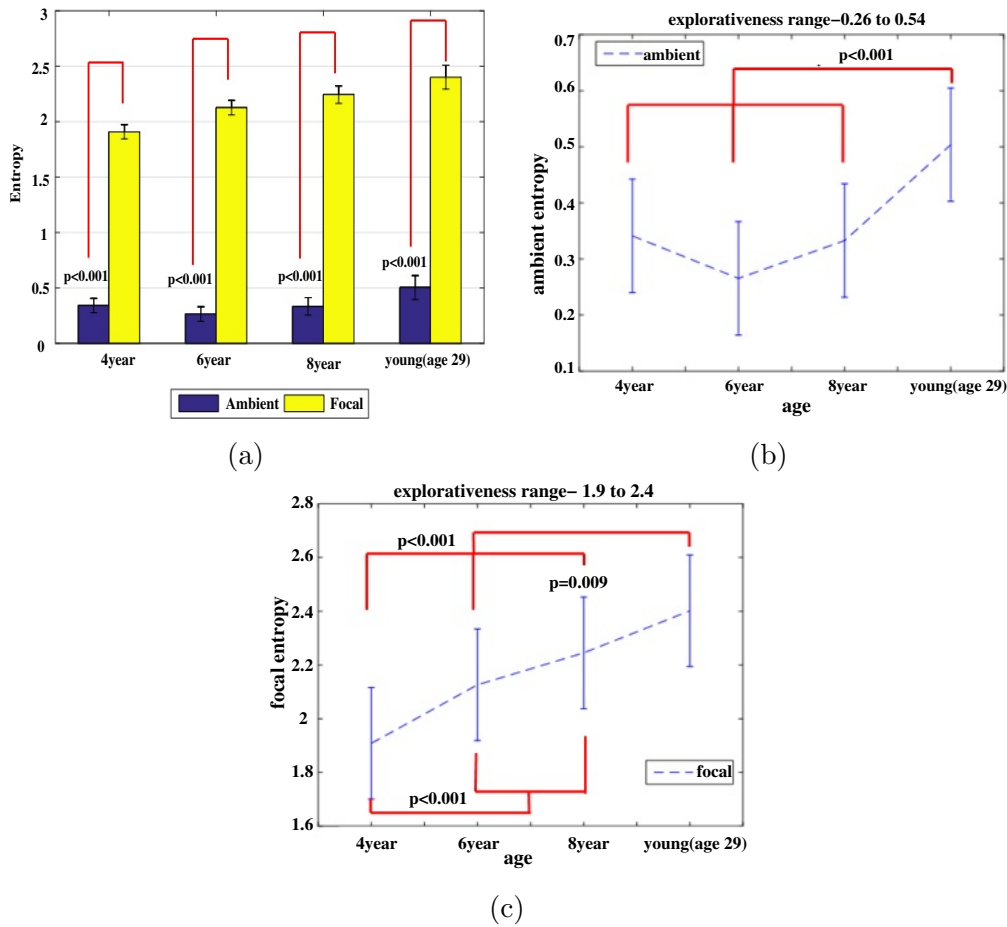 3
2.5
2
1.5
1
0.5
0
Entropy
p<0.001
p<0.001
p<0.001
p<0.001
4year
6year
8year
young(age 29)
Ambient
Focal
(a)
explorativeness range-0.26 to 0.54
0.7
0.6
0.5
0.4
0.3
0.2
0.1
ambient entropy
ambient
p<0.001
4year
6year
8year
young(age 29)
age
(b)
explorativeness range- 1.9 to 2.4
2.8
2.6
2.4
2.2
2
1.8
1.6
focal entropy
p<0.001
p=0.009
focal
p<0.001
4year
6year
8year
young(age 29)
age
(c)